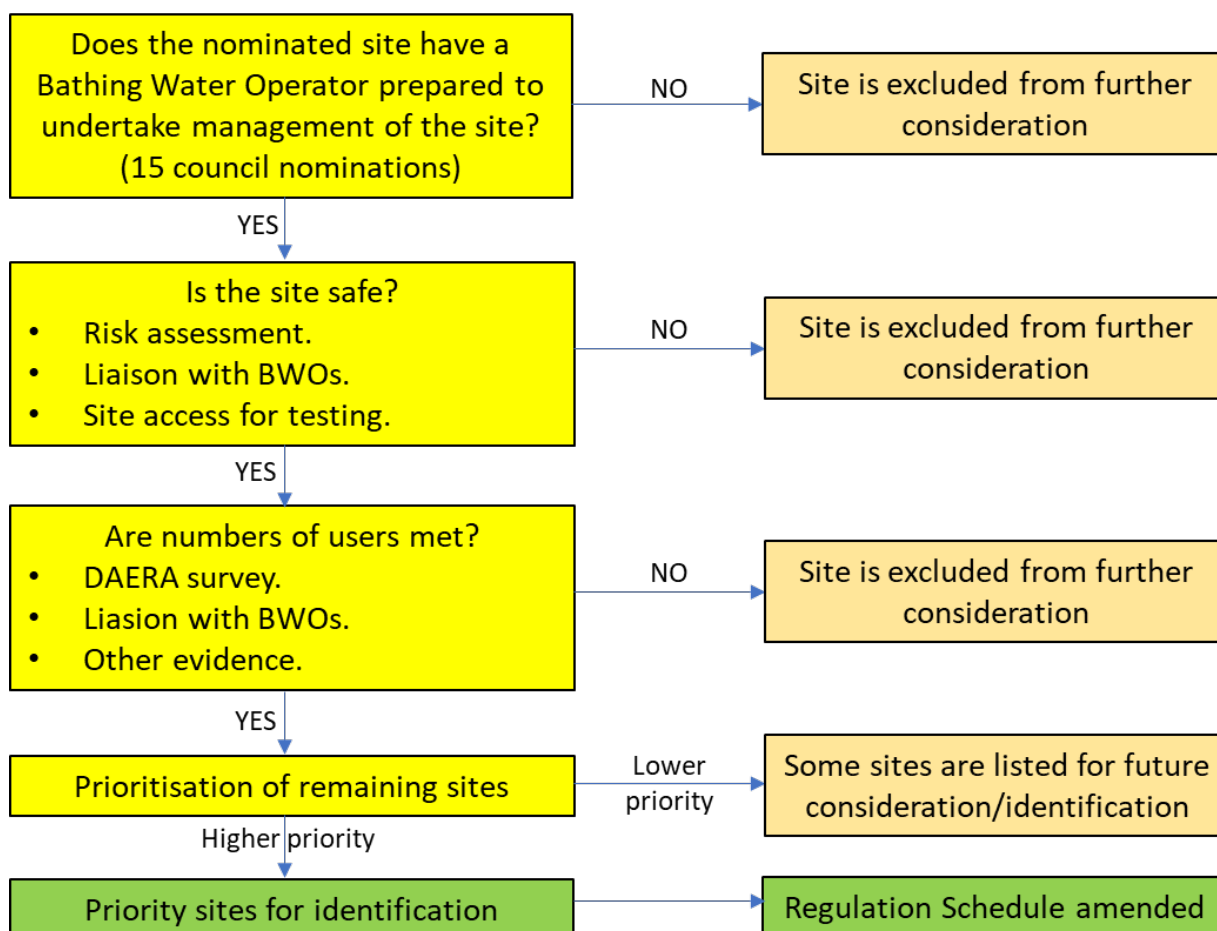 Does the nominated site have a
Bathing Water Operator prepared to
undertake management of the site?
(15 council nominations)
NO
Site is excluded from further
consideration
YES
Is the site safe?
• Risk assessment.
• Liaison with BWOs.
• Site access for testing.
NO
Site is excluded from further
consideration
YES
Are numbers of users met?
• DAERA survey.
• Liasion with BWOs.
• Other evidence.
NO
Site is excluded from further
consideration
YES
Prioritisation of remaining sites
Lower
priority
Some sites are listed for future
consideration/identification
Higher priority
Priority sites for identification
Regulation Schedule amended